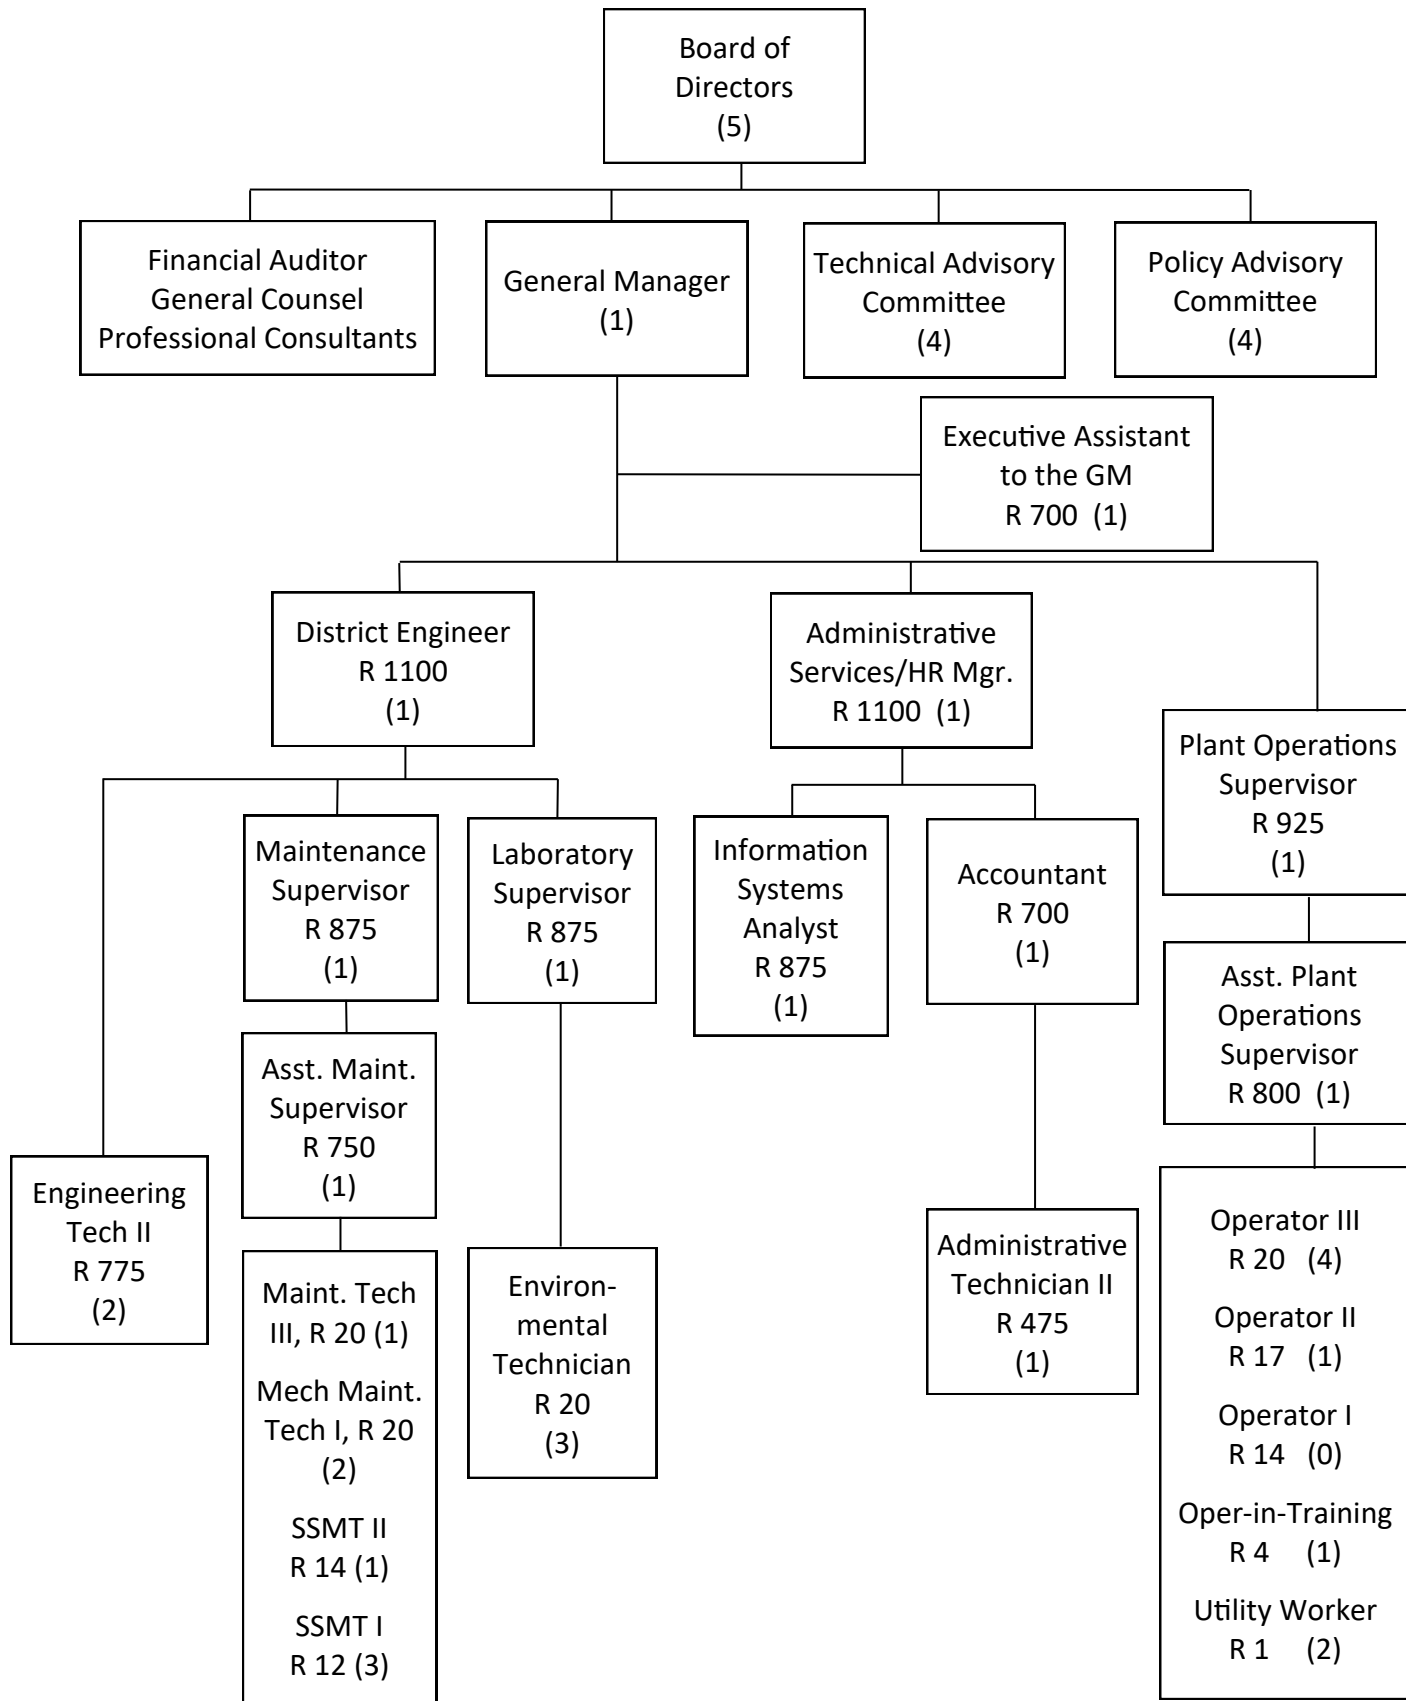 Board of
Directors
(5)
Financial Auditor
General Counsel
Professional Consultants
General Manager
(1)
Technical Advisory
Committee
(4)
Policy Advisory
Committee
(4)
Executive Assistant
to the GM
R 700 (1)
District Engineer
R 1100
(1)
Administrative
Services/HR Mgr.
R 1100 (1)
Plant Operations
Supervisor
R 925
(1)
Maintenance
Supervisor
R 875
(1)
Laboratory
Supervisor
R 875
(1)
Information
Systems
Analyst
R 875
(1)
Accountant
R 700
(1)
Asst. Plant
Operations
Supervisor
R 800 (1)
Asst. Maint.
Supervisor
R 750
(1)
Engineering
Tech II
R 775
(2)
Maint. Tech
III, R 20 (1)
Mech Maint.
Tech I, R 20
(2)
SSMT II
R 14 (1)
SSMT I
R 12 (3)
Environ-
mental
Technician
R 20
(3)
Administrative
Technician II
R 475
(1)
Operator III
R 20 (4)
Operator II
R 17 (1)
Operator I
R 14 (0)
Oper-in-Training
R 4 (1)
Utility Worker
R 1 (2)